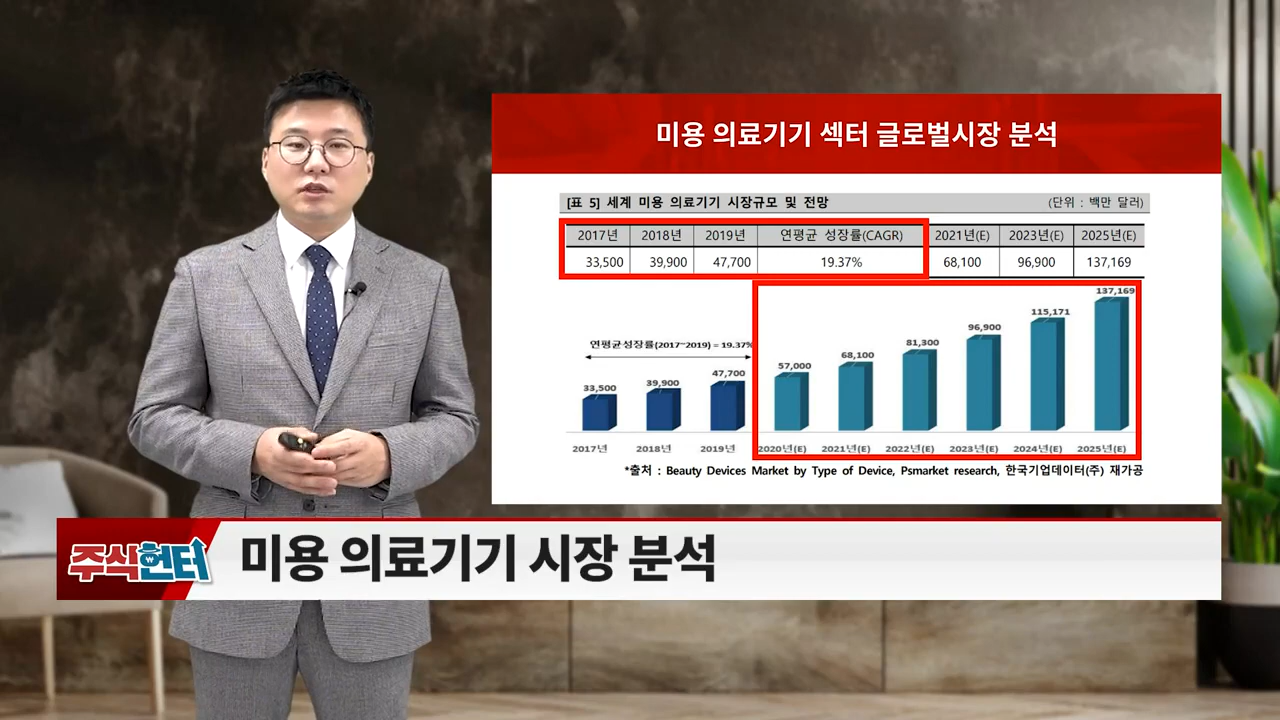 미용 의료기기 섹터 글로벌시장 분석
[표 5] 세계 미용 의료기기 시장규모 및 전망 (단위 : 백만 달러)
2017년 2018년 2019년 연평균 성장률(CAGR) 2021년(E) 2023년(E) 2025년(E)
33,500 39,900 47,700 19.37% 68,100 96,900 137,169
137,169
115,171
96,900
81,300
68,100
57,000
연평균성장률(2017~2019) = 19.37%
47,700
39,900
33,500
2017년 2018년 2019년 2020년(E) 2021년(E) 2022년(E) 2023년(E) 2024년(E) 2025년(E)
*출처 : Beauty Devices Market by Type of Device, Psmarket research, 한국기업데이터(주) 재가공
주식헌터 미용 의료기기 시장 분석